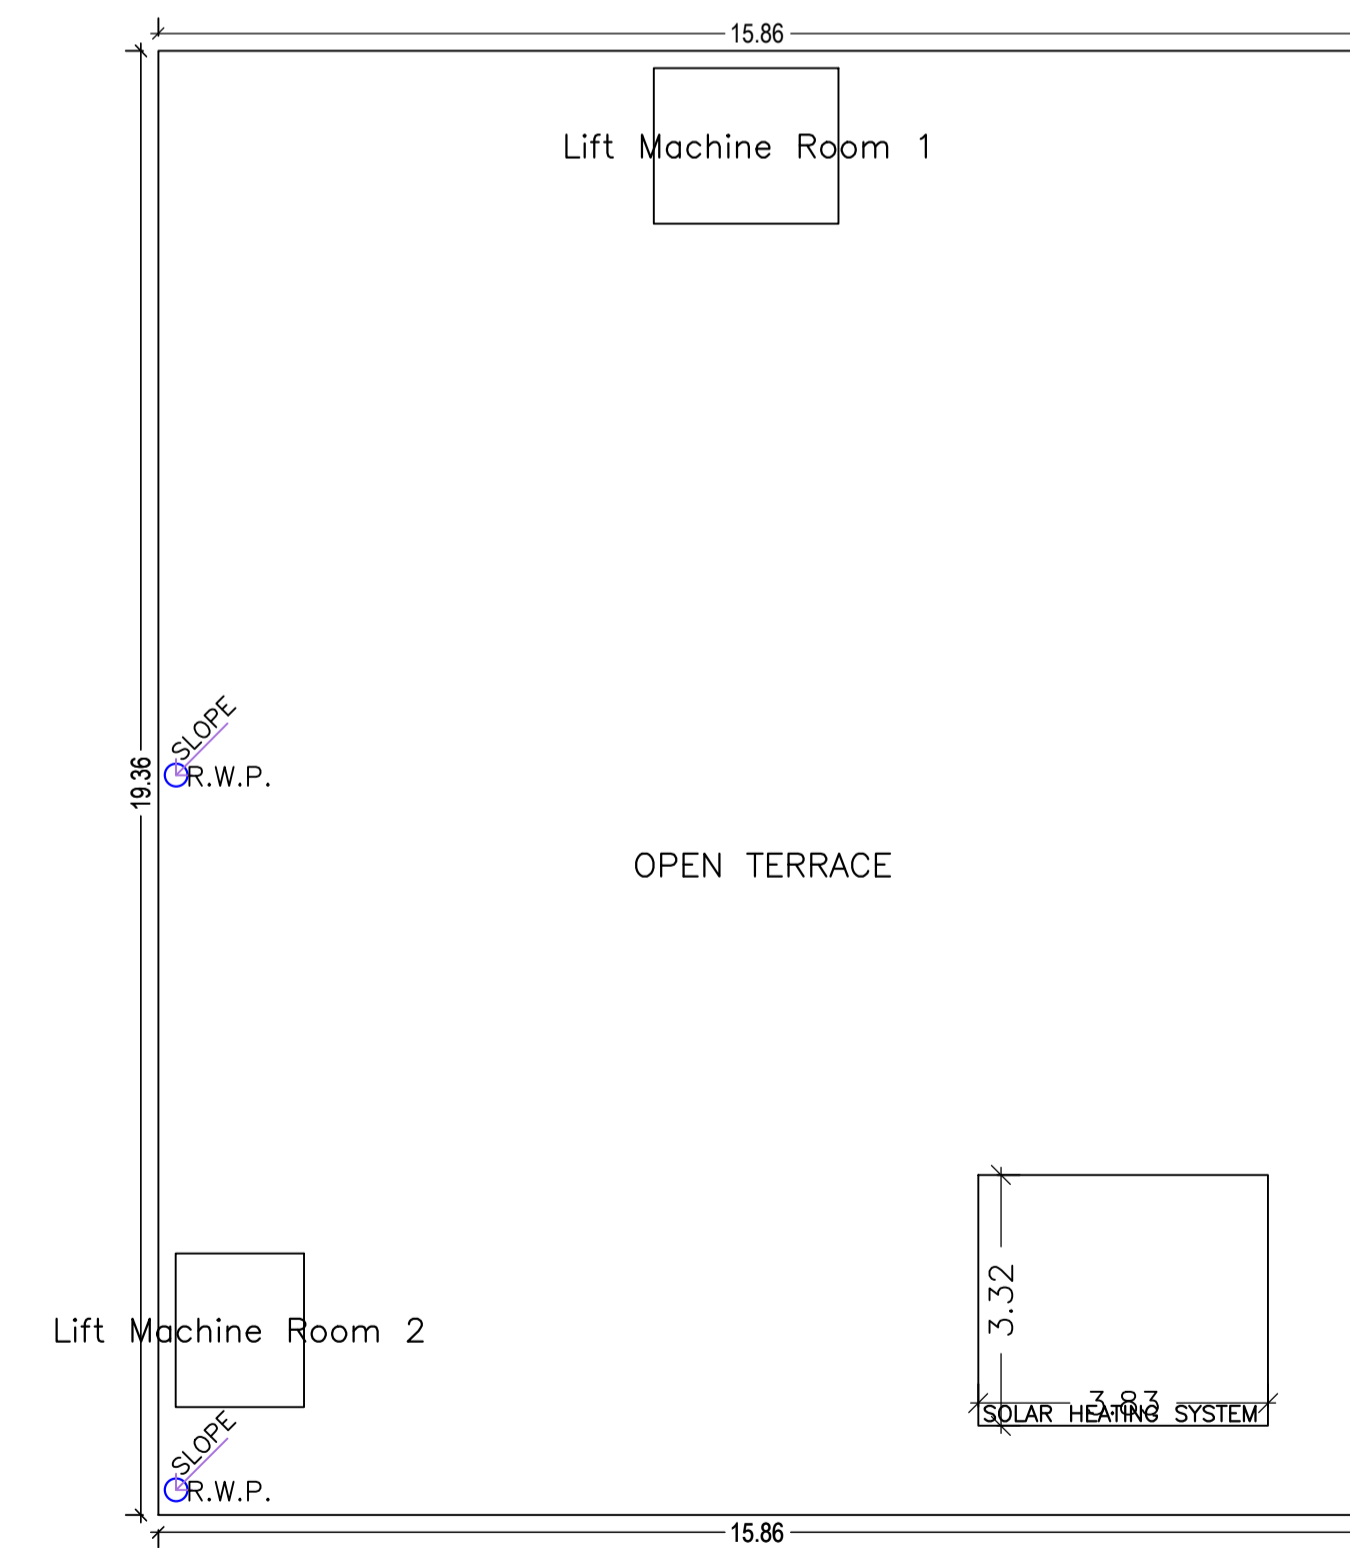 15.86
Lift Machine Room 1
SLOPE
R.W.P.
19.36
OPEN TERRACE
3.32
Lift Machine Room 2
3.83
SOLAR HEATING SYSTEM
SLOPE
R.W.P.
15.86